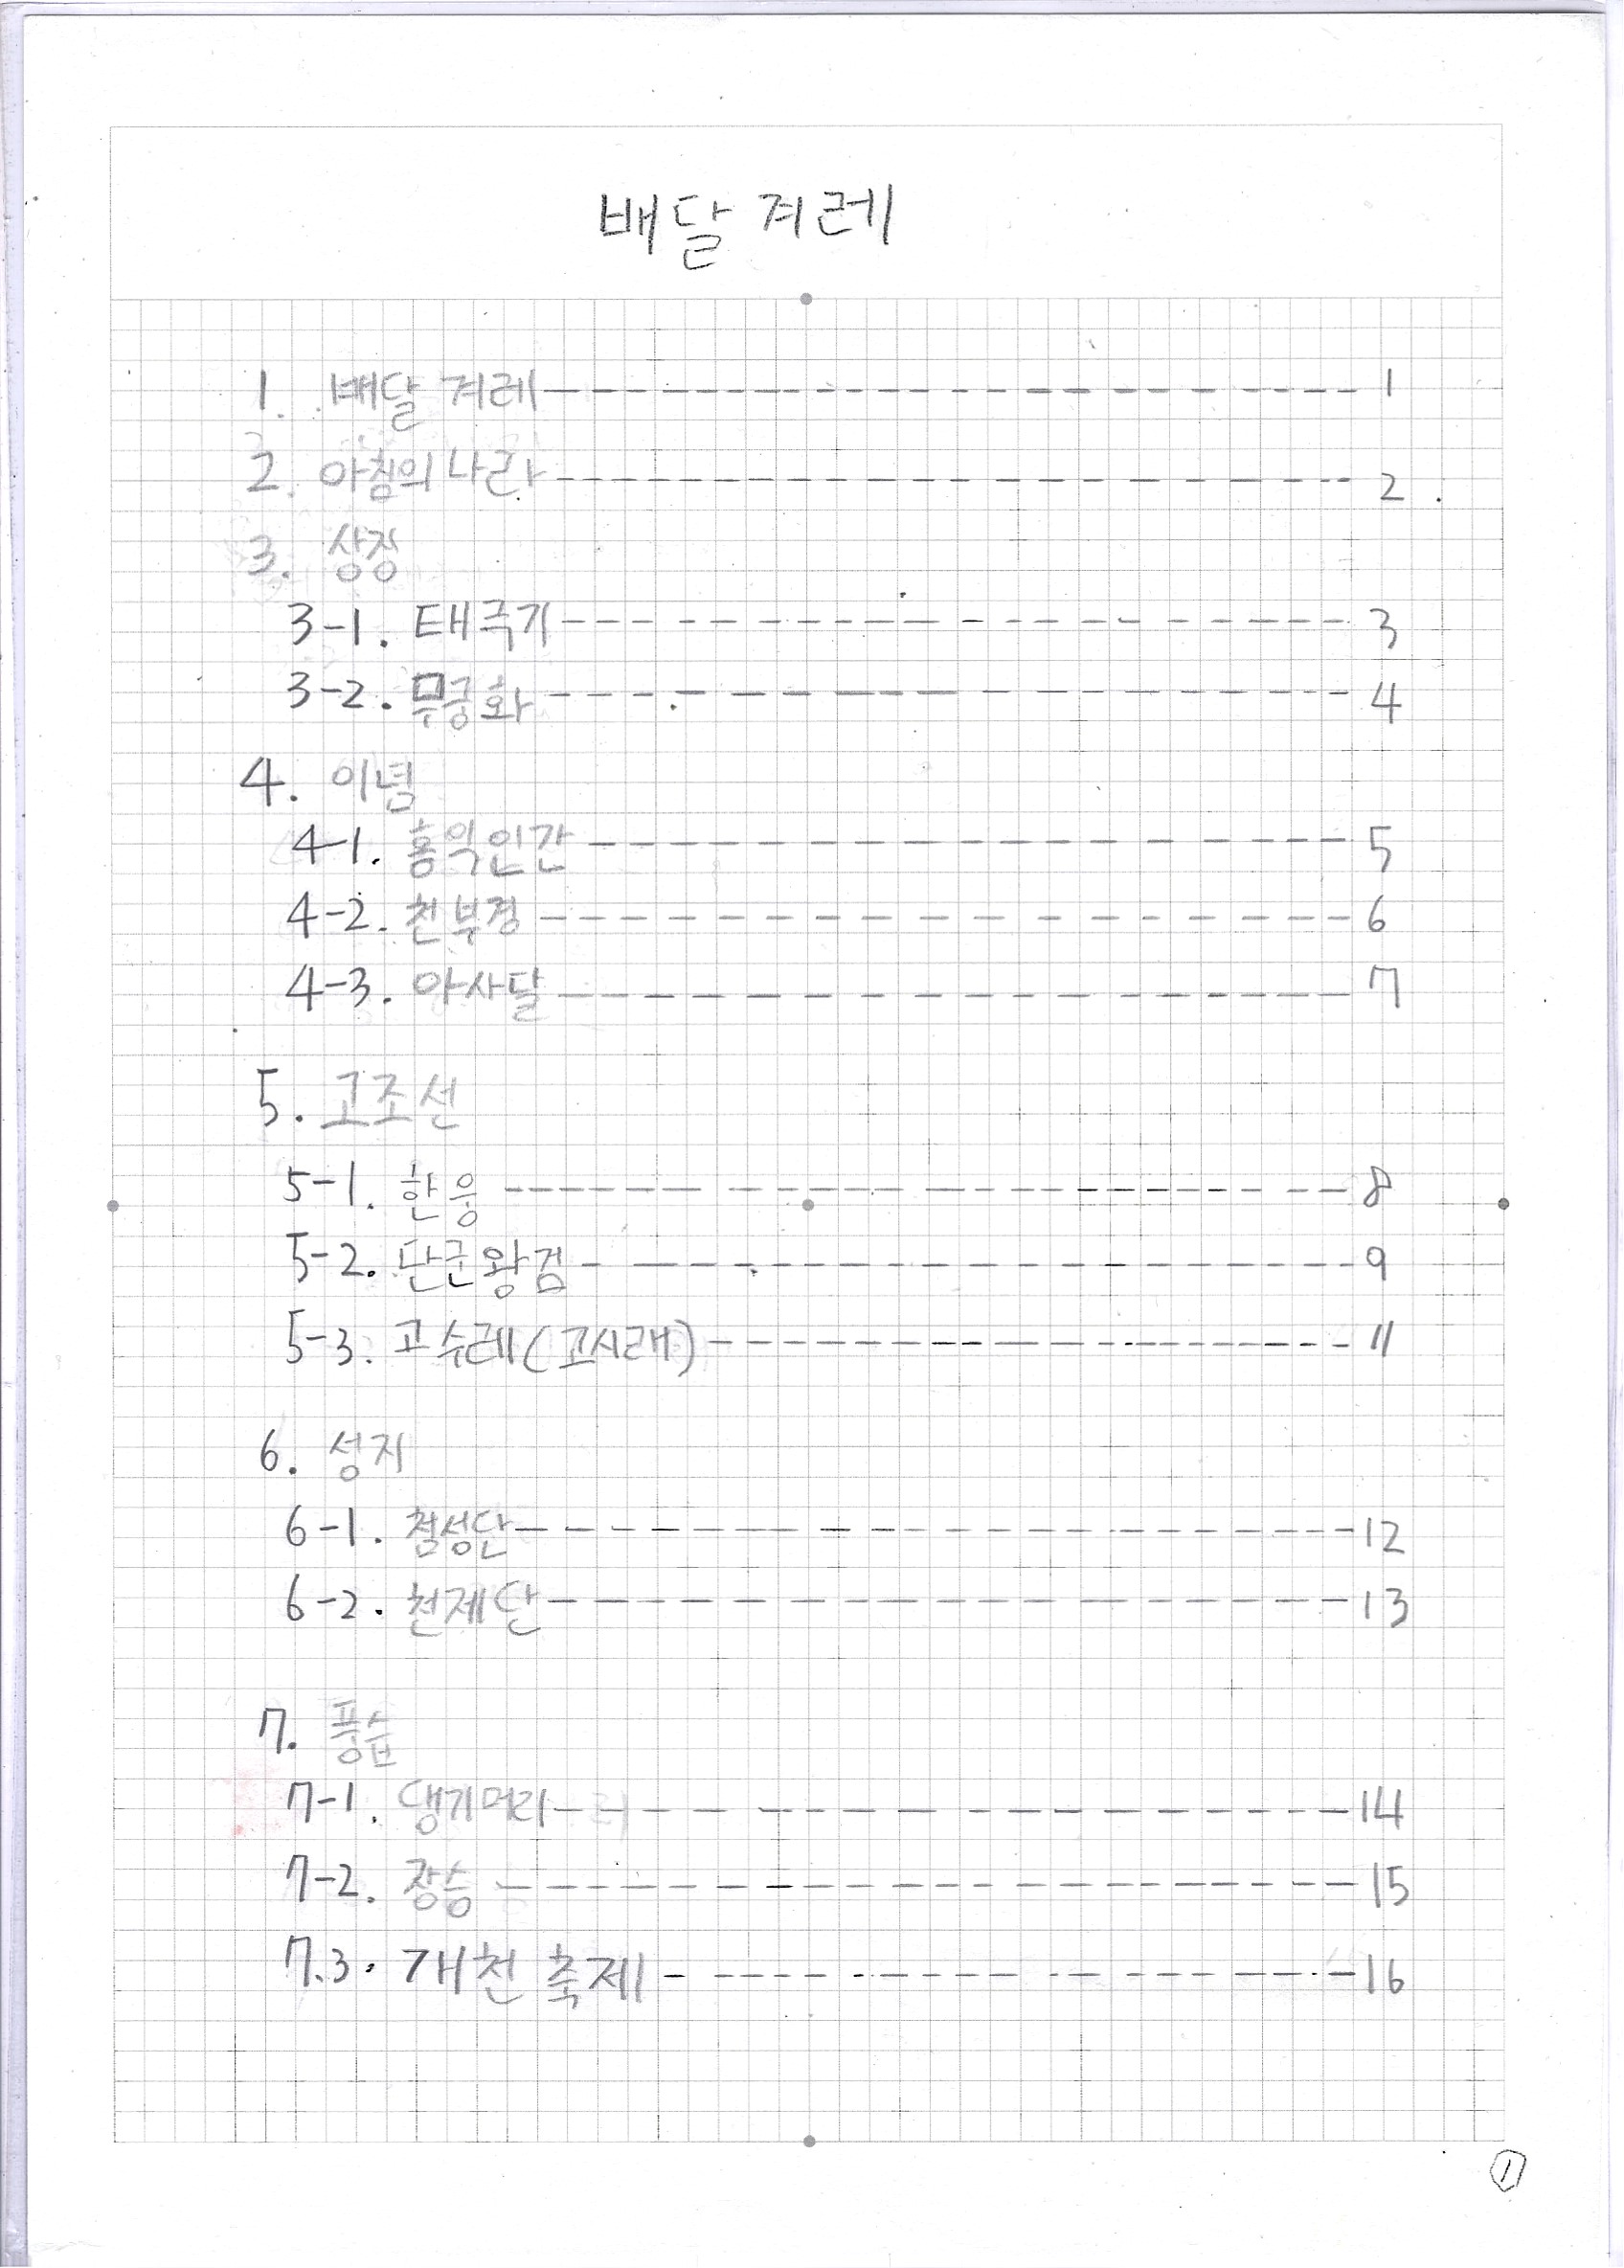 배달 겨레
1. 배달 겨레 ------------------ 1
2. 아침의 나라 ------------------ 2
3. 상징
3-1. 태극기 ------------------ 3
3-2. 무궁화 ------------------ 4
4. 이념
4-1. 홍익인간 ------------------ 5
4-2. 천부경 ------------------ 6
4-3. 아사달 ------------------ 7
5. 고조선
5-1. 한웅 ------------------ 8
5-2. 단군왕검 ------------------ 9
5-3. 고수레(고시래) ------------------ 11
6. 성지
6-1. 첨성단 ------------------ 12
6-2. 천제단 ------------------ 13
7. 풍습
7-1. 댕기머리 ------------------ 14
7-2. 장승 ------------------ 15
7.3. 개천 축제 ------------------ 16
①